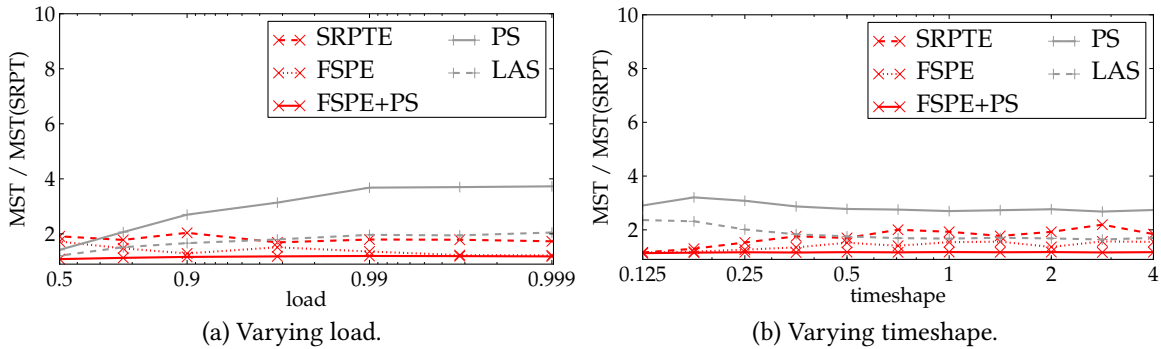 10
8
6
4
2
MST / MST(SRPT)
SRPTE
FSPE
FSPE+PS
PS
LAS
0.5
0.9
0.99
0.999
load
(a) Varying load.
10
8
6
4
2
MST / MST(SRPT)
SRPTE
FSPE
FSPE+PS
PS
LAS
0.125
0.25
0.5
1
2
4
timeshape
(b) Varying timeshape.